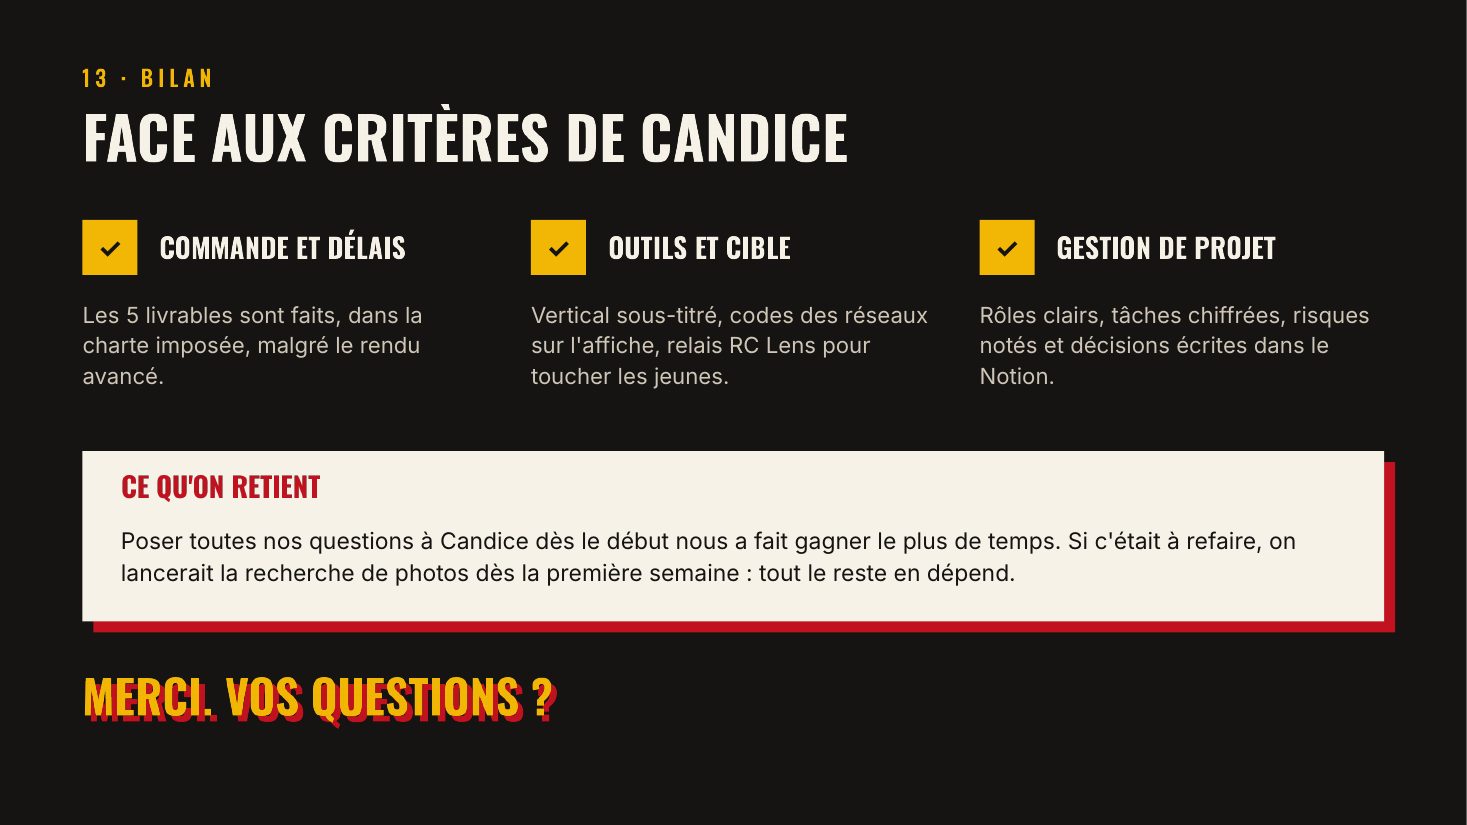 13 · BILAN
FACE AUX CRITÈRES DE CANDICE
COMMANDE ET DÉLAIS
Les 5 livrables sont faits, dans la
charte imposée, malgré le rendu
avancé.
OUTILS ET CIBLE
Vertical sous-titré, codes des réseaux
sur l'affiche, relais RC Lens pour
toucher les jeunes.
GESTION DE PROJET
Rôles clairs, tâches chiffrées, risques
notés et décisions écrites dans le
Notion.
CE QU'ON RETIENT
Poser toutes nos questions à Candice dès le début nous a fait gagner le plus de temps. Si c'était à refaire, on
lancerait la recherche de photos dès la première semaine : tout le reste en dépend.
MERCI. VOS QUESTIONS ?